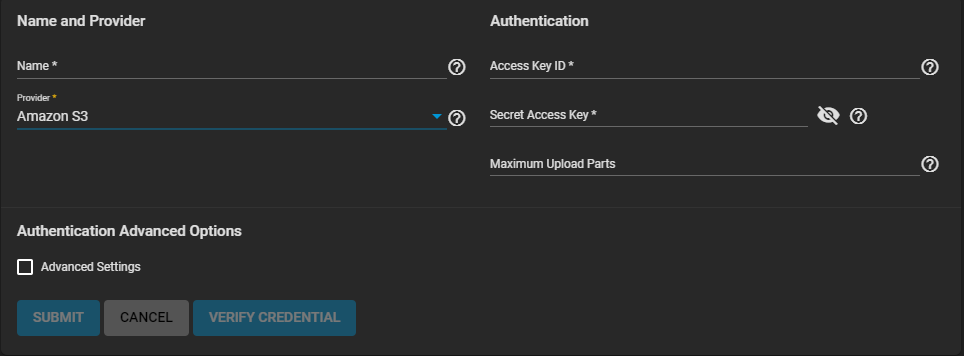 Name and Provider
Name *
Provider *
Amazon S3
Authentication
Access Key ID *
Secret Access Key *
Maximum Upload Parts
Authentication Advanced Options
Advanced Settings
SUBMIT
CANCEL
VERIFY CREDENTIAL